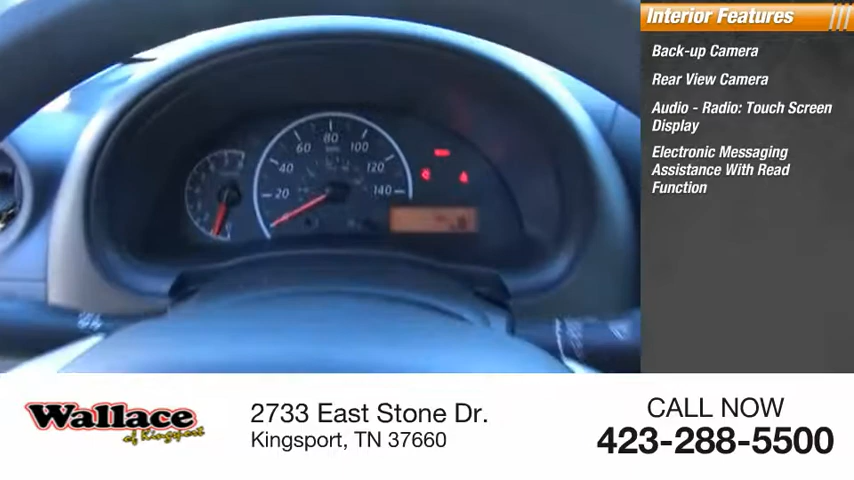 Interior Features
Back-up Camera
Rear View Camera
Audio - Radio: Touch Screen
Display
Electronic Messaging
Assistance With Read
Function
20
40
60
80
100
120
140
Wallace
of Kingsport
2733 East Stone Dr.
Kingsport, TN 37660
CALL NOW
423-288-5500